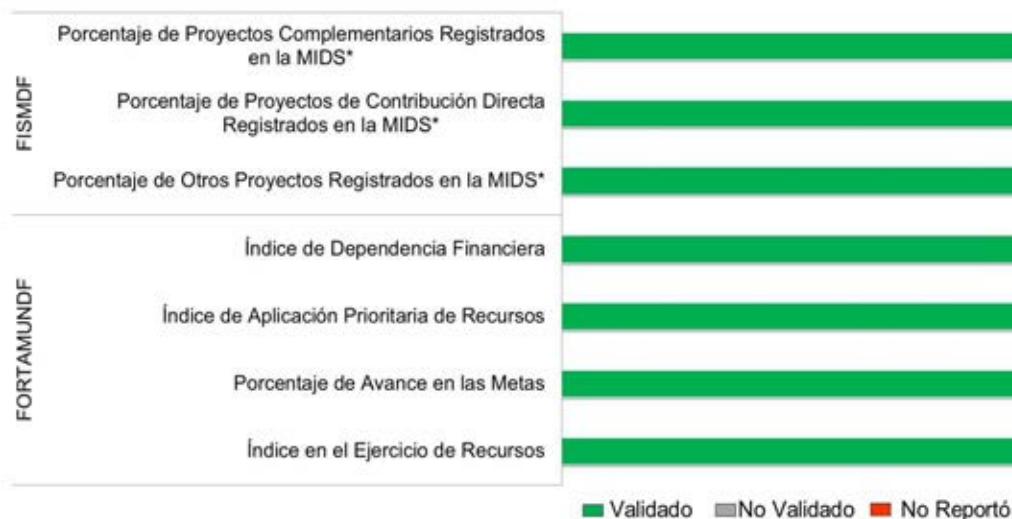 FISMDF
Porcentaje de Proyectos Complementarios Registrados
en la MIDS*
Porcentaje de Proyectos de Contribución Directa
Registrados en la MIDS*
Porcentaje de Otros Proyectos Registrados en la MIDS*
FORTAMUNDF
Índice de Dependencia Financiera
Índice de Aplicación Prioritaria de Recursos
Porcentaje de Avance en las Metas
Índice en el Ejercicio de Recursos
Validado No Validado No Reportó